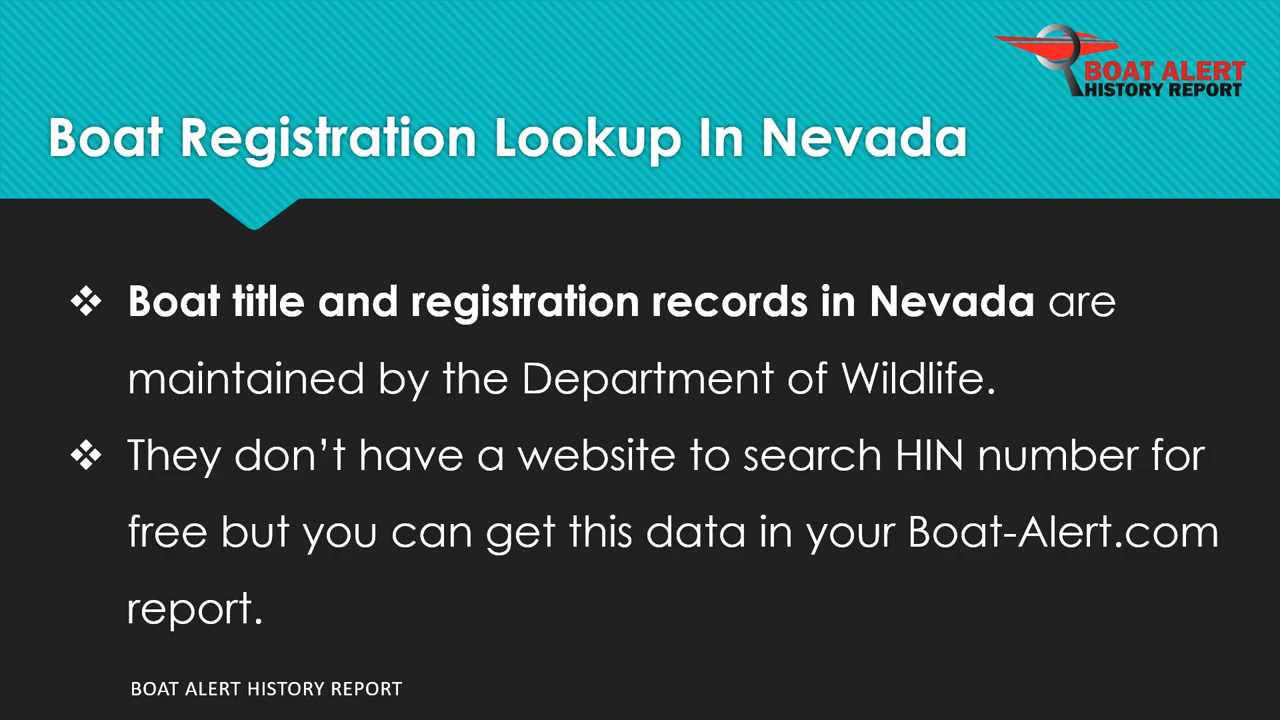 BOAT ALERT
HISTORY REPORT
Boat Registration Lookup In Nevada
❖ Boat title and registration records in Nevada are
maintained by the Department of Wildlife.
❖ They don’t have a website to search HIN number for
free but you can get this data in your Boat-Alert.com
report.
BOAT ALERT HISTORY REPORT